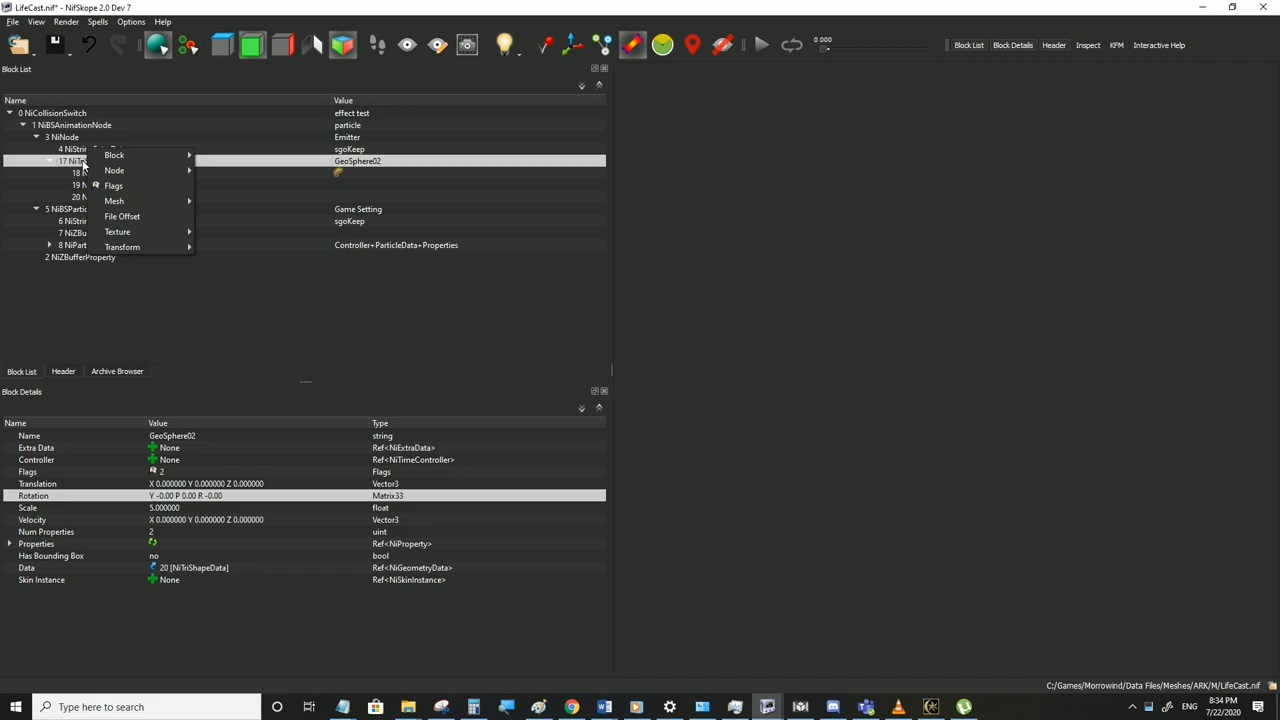 LifeCast.nif* - NifSkope 2.0 Dev 7
File View Render Spells Options Help
0.000
Block List Block Details Header Inspect KFM Interactive Help
Block List
Name Value
0 NiCollisionSwitch effect test
1 NiBSAnimationNode particle
3 NiNode Emitter
4 NiStrin sgoKeep
17 NiTri GeoSphere02
18
19 N
20 N
5 NiBSPartic Game Setting
6 NiStrin sgoKeep
7 NiZBu
8 NiPart Controller+ParticleData+Properties
2 NiZBufferProperty
Block
Node
Flags
Mesh
File Offset
Texture
Transform
Block List Header Archive Browser
Block Details
Name Value Type
Name GeoSphere02 string
Extra Data None Ref<NiExtraData>
Controller None Ref<NiTimeController>
Flags 2 Flags
Translation X 0.000000 Y 0.000000 Z 0.000000 Vector3
Rotation Y -0.00 P 0.00 R -0.00 Matrix33
Scale 5.000000 float
Velocity X 0.000000 Y 0.000000 Z 0.000000 Vector3
Num Properties 2 uint
Properties Ref<NiProperty>
Has Bounding Box no bool
Data 20 [NiTriShapeData] Ref<NiGeometryData>
Skin Instance None Ref<NiSkinInstance>
C:/Games/Morrowind/Data Files/Meshes/ARK/M/LifeCast.nif
Type here to search
ENG
8:34 PM
7/22/2020